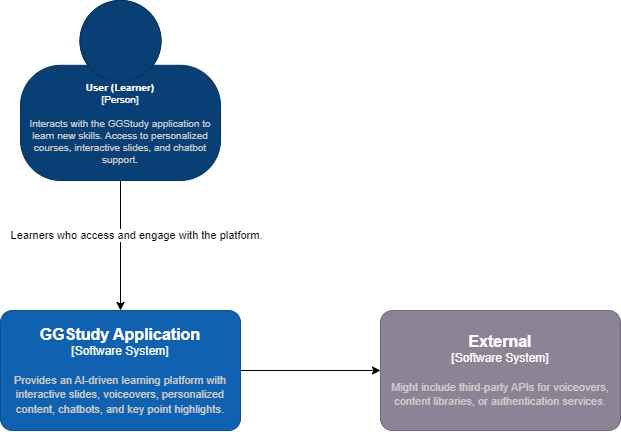 User (Learner)
[Person]
Interacts with the GGStudy application to
learn new skills. Access to personalized
courses, interactive slides, and chatbot
support.
Learners who access and engage with the platform.
GGStudy Application
[Software System]
Provides an AI-driven learning platform with
interactive slides, voiceovers, personalized
content, chatbots, and key point highlights.
External
[Software System]
Might include third-party APIs for voiceovers,
content libraries, or authentication services.